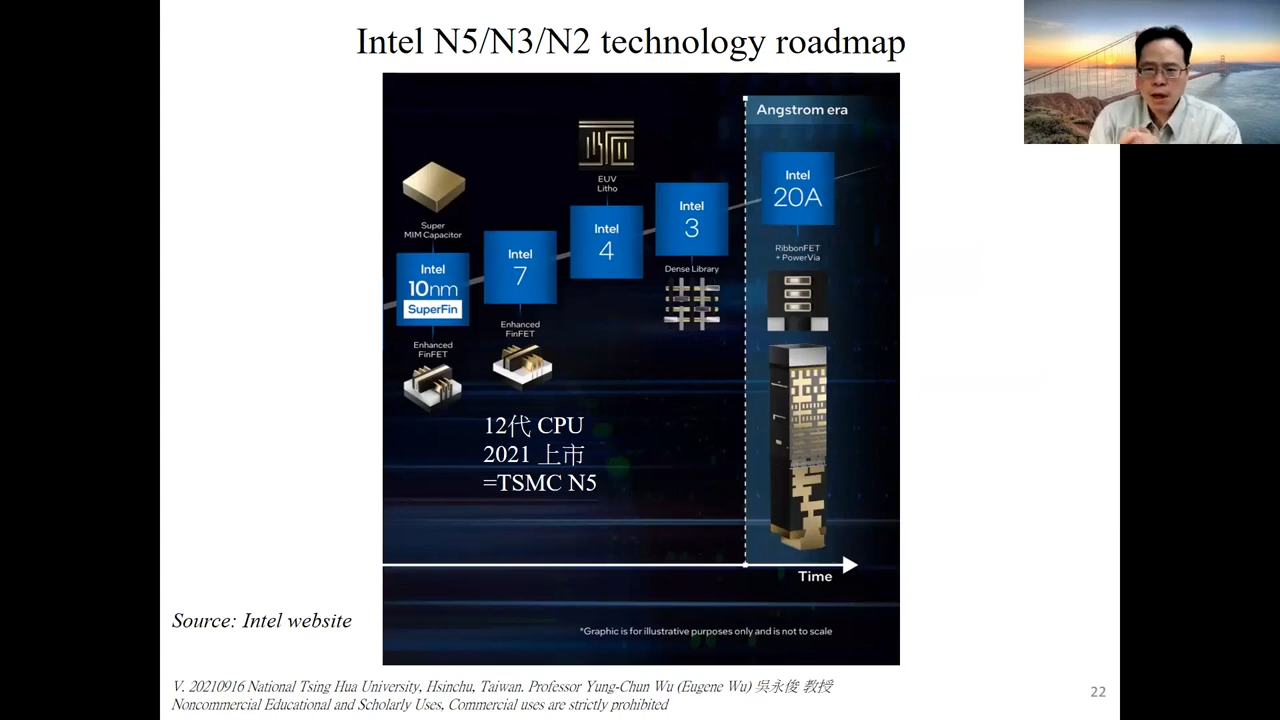 Intel N5/N3/N2 technology roadmap
Angstrom era
Super
MIM Capacitor
Intel
10nm
SuperFin
Enhanced
FinFET
Intel
7
Enhanced
FinFET
EUV
Litho
Intel
4
Intel
3
Dense Library
Intel
20A
RibbonFET
+ PowerVia
12代 CPU
2021 上市
=TSMC N5
Time
*Graphic is for illustrative purposes only and is not to scale
Source: Intel website
V. 20210916 National Tsing Hua University, Hsinchu, Taiwan. Professor Yung-Chun Wu (Eugene Wu) 吳永俊 教授
Noncommercial Educational and Scholarly Uses, Commercial uses are strictly prohibited
22